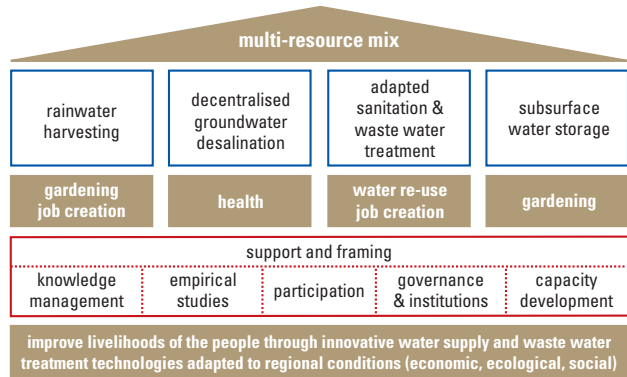 multi-resource mix
rainwater
harvesting
decentralised
groundwater
desalination
adapted
sanitation &
waste water
treatment
subsurface
water storage
gardening
job creation
health
water re-use
job creation
gardening
support and framing
knowledge
management
empirical
studies
participation
governance
& institutions
capacity
development
improve livelihoods of the people through innovative water supply and waste water
treatment technologies adapted to regional conditions (economic, ecological, social)